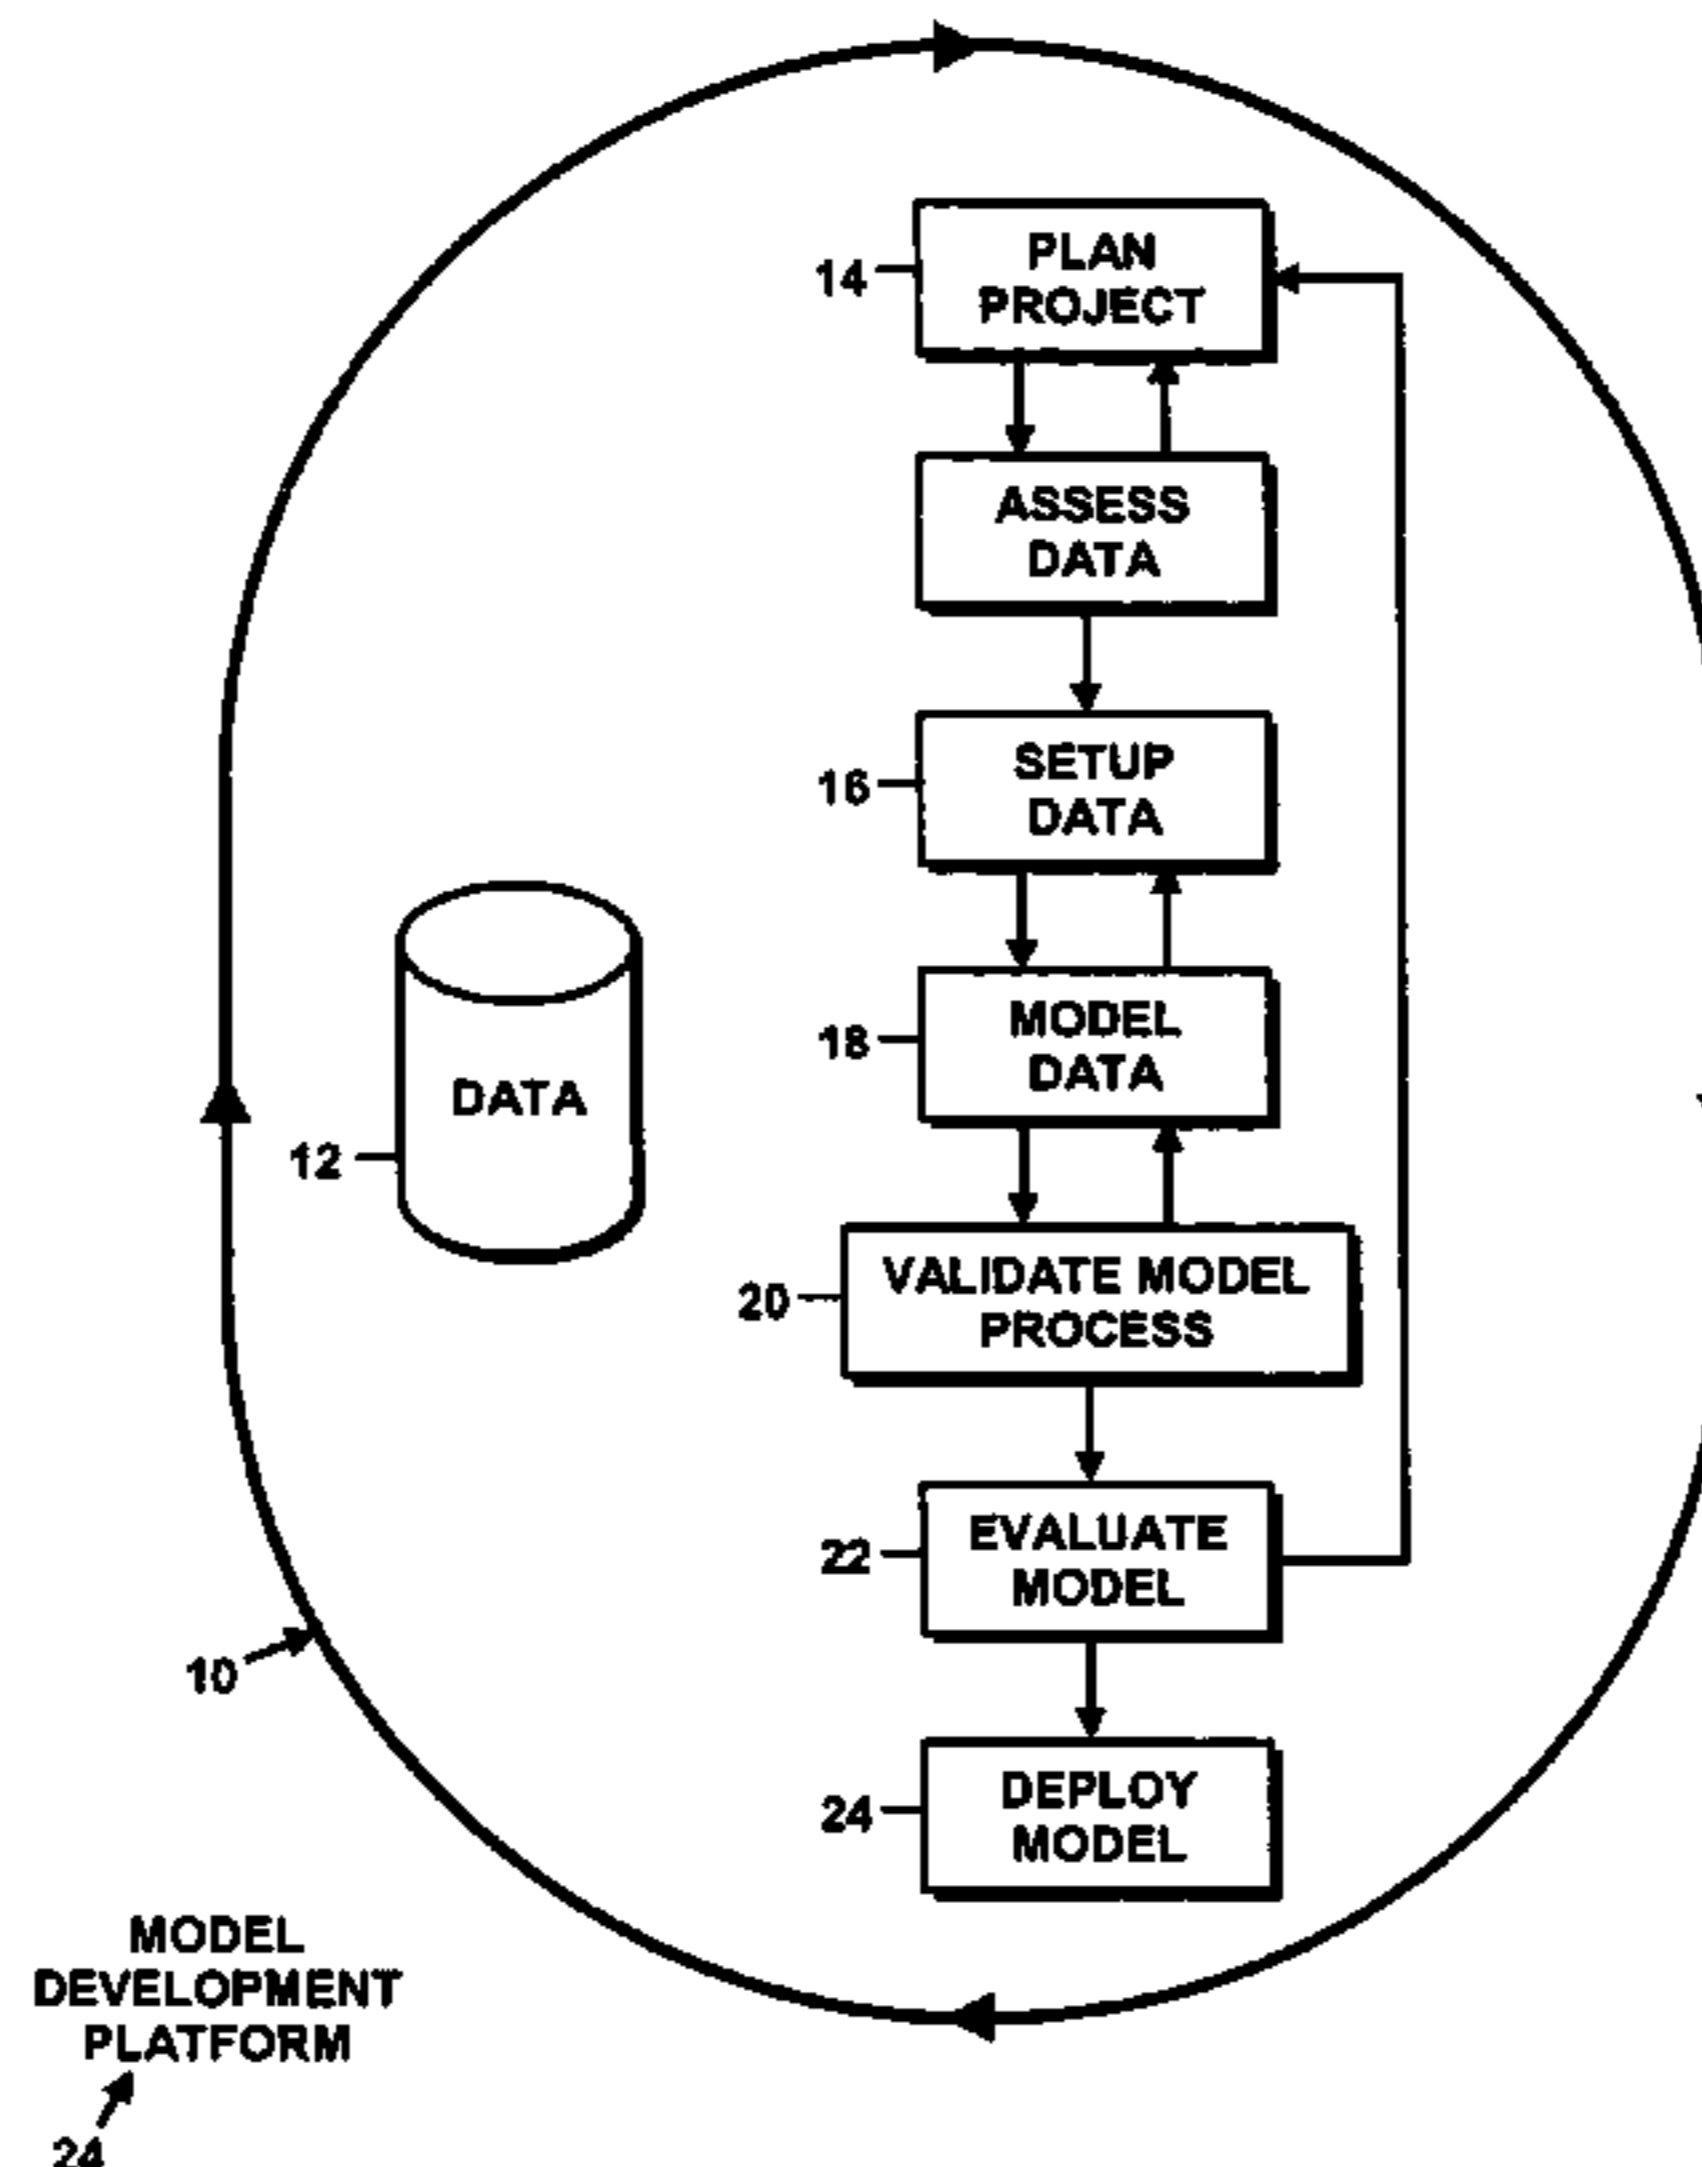 PLAN
PROJECT
14
ASSESS
DATA
SETUP
DATA
16
MODEL
DATA
18
DATA
12
VALIDATE MODEL
PROCESS
20
EVALUATE
MODEL
22
10
DEPLOY
MODEL
24
MODEL
DEVELOPMENT
PLATFORM
24